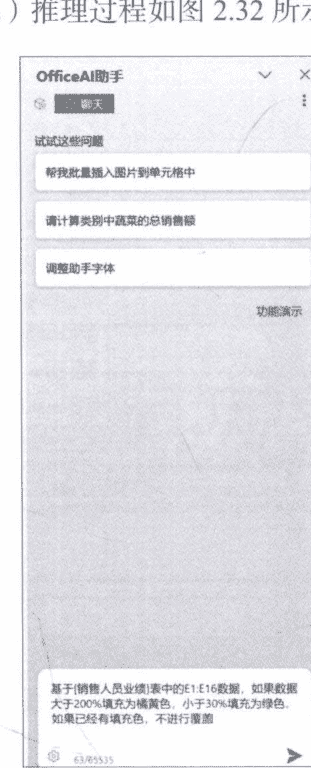 ）推理过程如图 2.32 所示
OfficeAI助手
聊天
试试这些问题
帮我批量插入图片到单元格中
请计算类别中蔬菜的总销售额
调整助手字体
功能演示
基于{销售人员业绩}表中的E1:E16数据，如果数据
大于200%填充为橘黄色，小于30%填充为绿色。
如果已经有填充色，不进行覆盖
63/65535